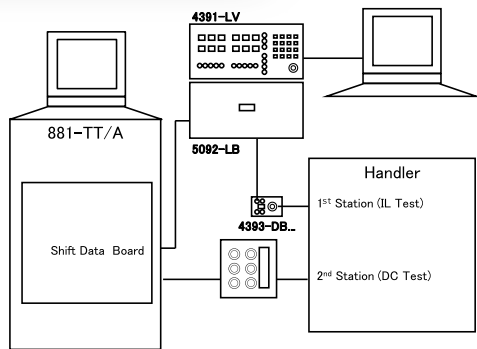 4391-LV
881-TT/A
5092-LB
Handler
1st Station (IL Test)
4393-DB...
Shift Data Board
2nd Station (DC Test)